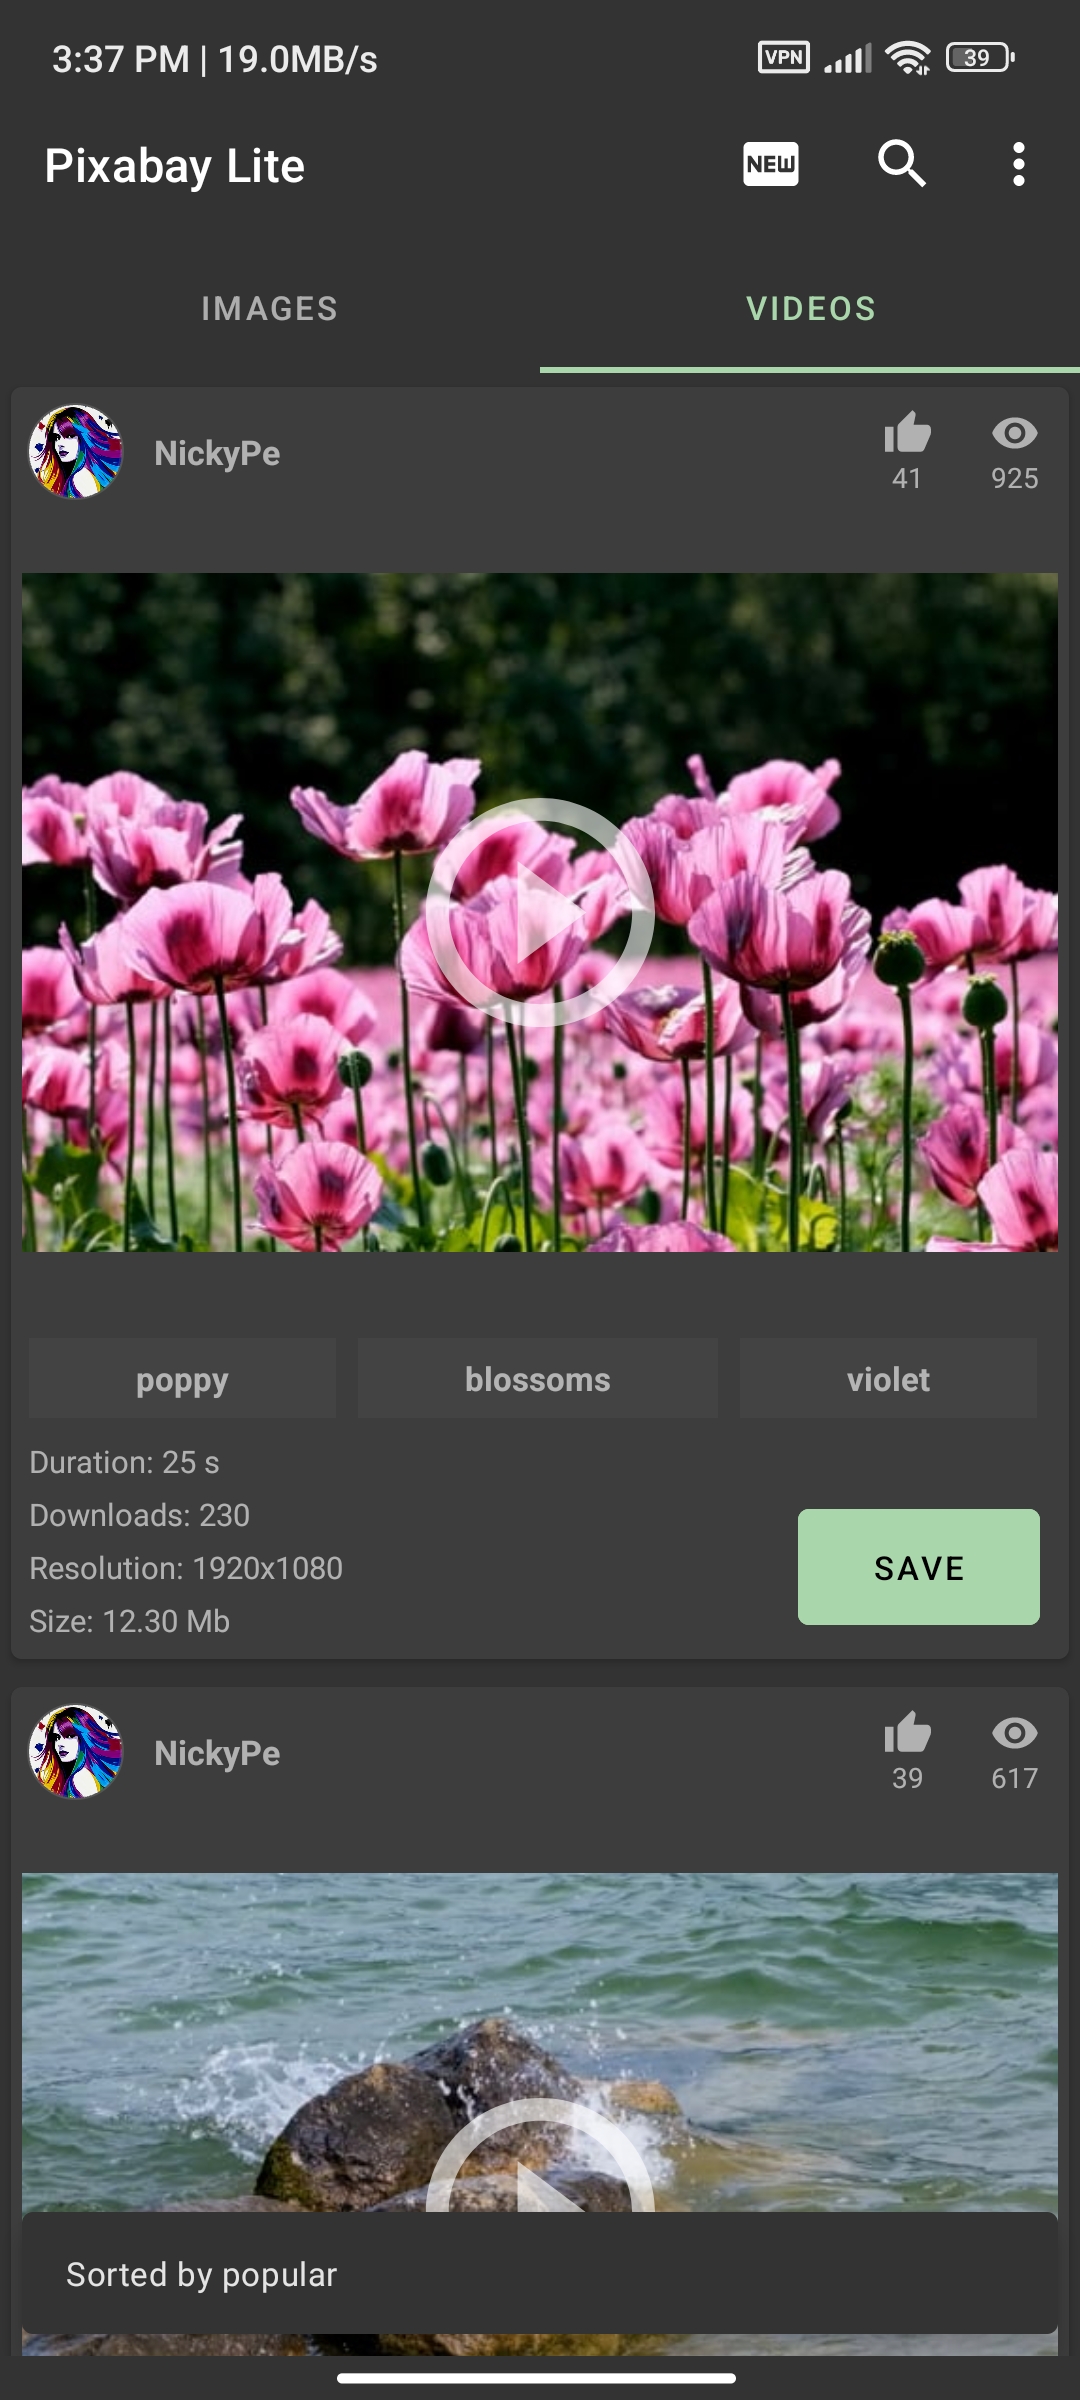 3:37 PM | 19.0MB/s
VPN
39
Pixabay Lite
NEW
IMAGES
VIDEOS
NickyPe
41
925
poppy
blossoms
violet
Duration: 25 s
Downloads: 230
Resolution: 1920x1080
Size: 12.30 Mb
SAVE
NickyPe
39
617
Sorted by popular